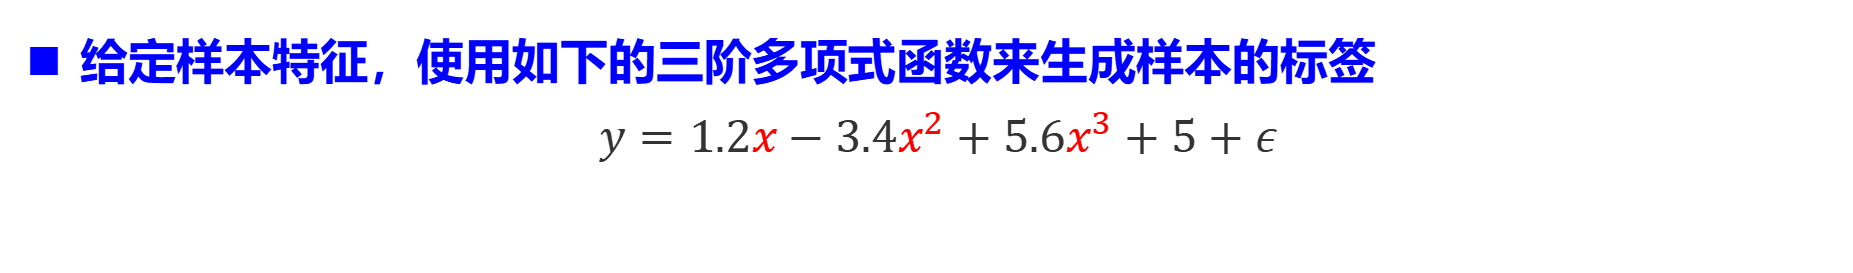 ■ 给定样本特征，使用如下的三阶多项式函数来生成样本的标签
y = 1.2x − 3.4x² + 5.6x³ + 5 + ϵ